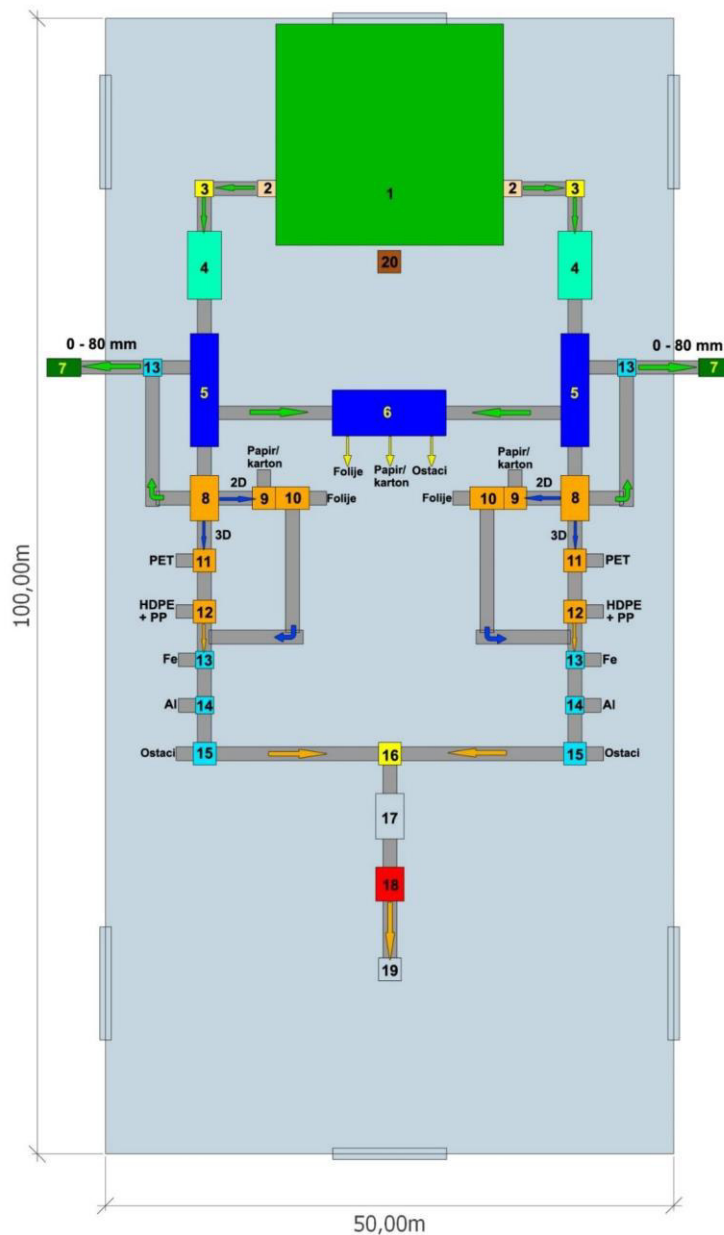 3
2
1
2
3
20
4
4
0 - 80 mm
0 - 80 mm
7
13
13
7
5
6
5
Papir/
karton
Folije
Papir/
karton
Ostaci
Papir/
karton
8
2D
9
10
Folije
Folije
10
9
2D
8
3D
3D
PET
11
11
PET
HDPE
+ PP
12
12
HDPE
+ PP
Fe
13
13
Fe
Al
14
14
Al
Ostaci
15
16
15
Ostaci
17
18
19
100,00m
50,00m